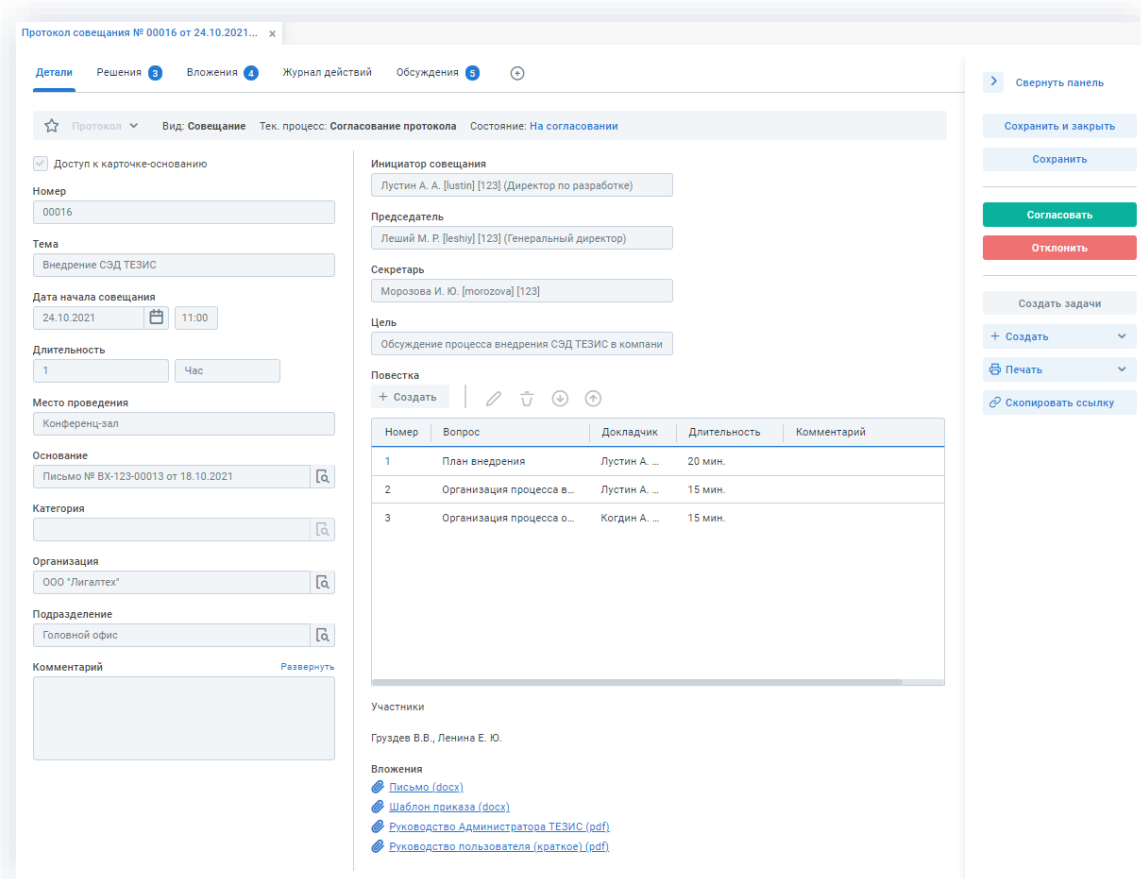 Протокол совещания № 00016 от 24.10.2021... x
Детали Решения 3 Вложения 4 Журнал действий Обсуждения 5
Свернуть панель
Протокол Вид: Совещание Тек. процесс: Согласование протокола Состояние: На согласовании
Сохранить и закрыть
Сохранить
Согласовать
Отклонить
Создать задачи
+ Создать
Печать
Скопировать ссылку
Доступ к карточке-основанию
Номер
00016
Тема
Внедрение СЭД ТЕЗИС
Дата начала совещания
24.10.2021 11:00
Длительность
1 Час
Место проведения
Конференц-зал
Основание
Письмо № ВХ-123-00013 от 18.10.2021
Категория
Организация
ООО "Лигалтех"
Подразделение
Головной офис
Комментарий Развернуть
Инициатор совещания
Лустин А. А. [lustin] [123] (Директор по разработке)
Председатель
Леший М. Р. [leshiy] [123] (Генеральный директор)
Секретарь
Морозова И. Ю. [morozova] [123]
Цель
Обсуждение процесса внедрения СЭД ТЕЗИС в компани
Повестка
+ Создать
Номер Вопрос Докладчик Длительность Комментарий
1 План внедрения Лустин А. ... 20 мин.
2 Организация процесса в... Лустин А. ... 15 мин.
3 Организация процесса о... Когдин А. ... 15 мин.
Участники
Груздев В.В., Ленина Е. Ю.
Вложения
Письмо (docx)
Шаблон приказа (docx)
Руководство Администратора ТЕЗИС (pdf)
Руководство пользователя (краткое) (pdf)